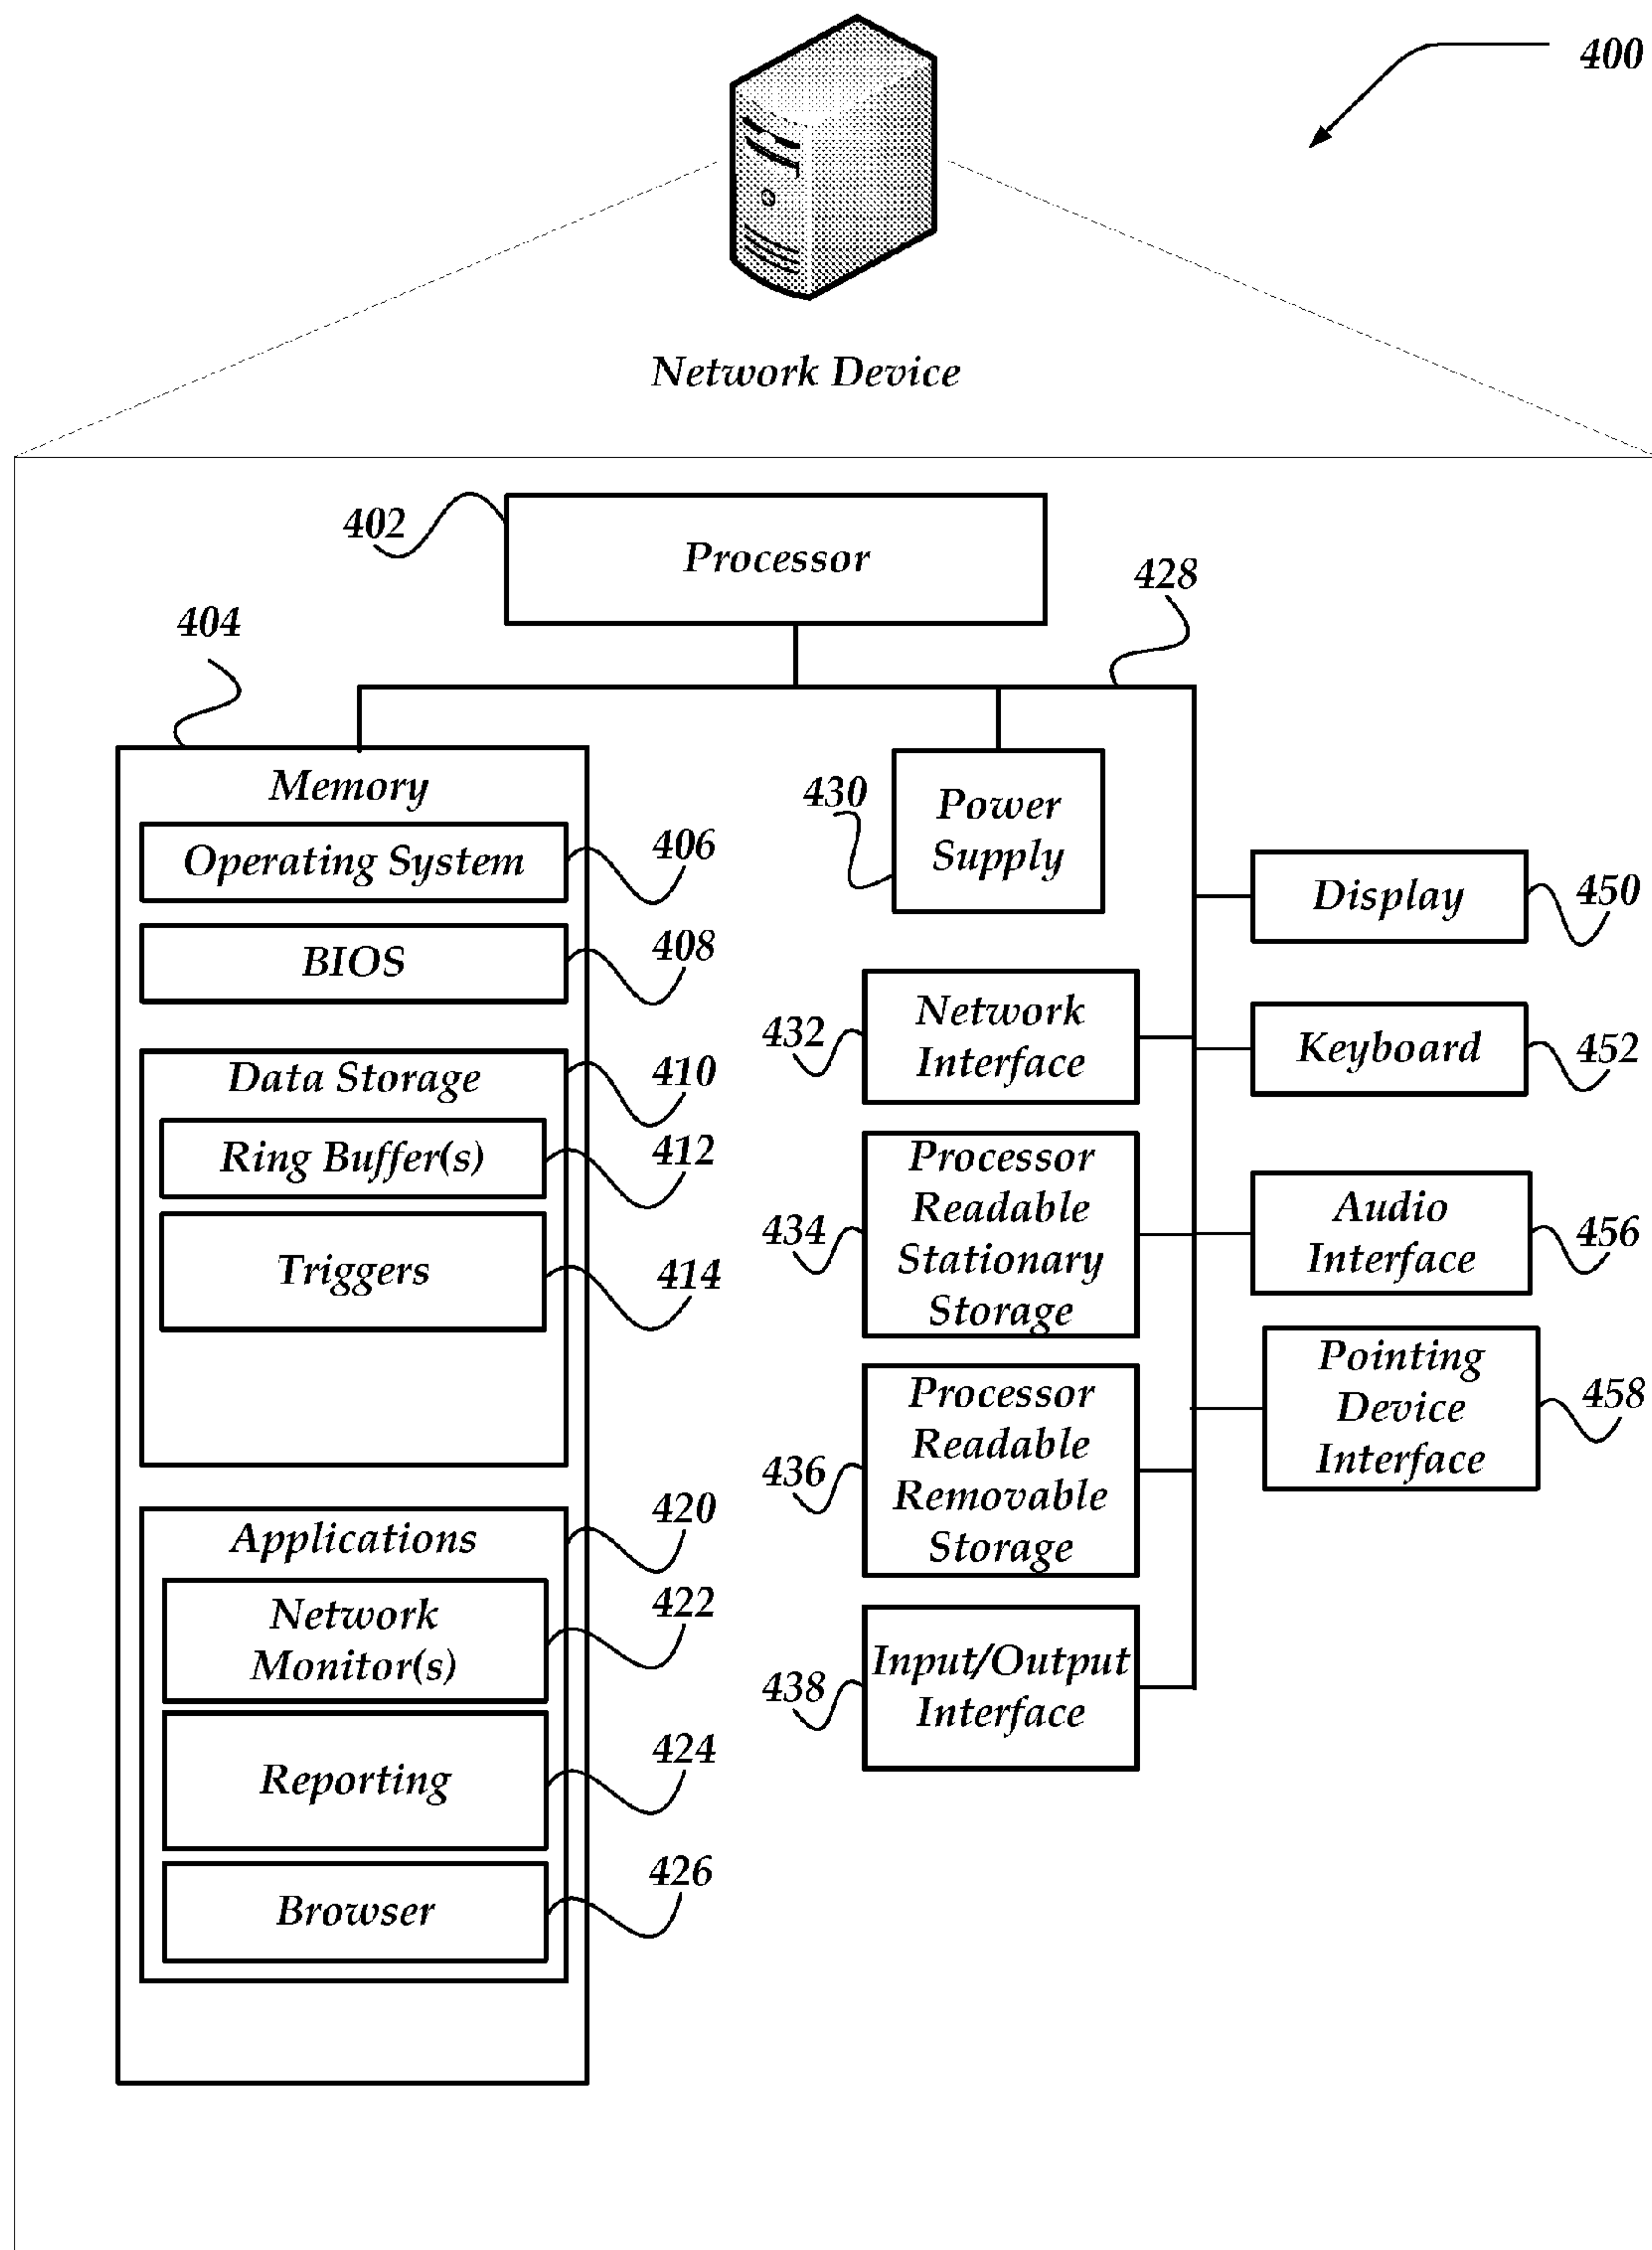 400
Network Device
402
Processor
428
404
Memory
Operating System
406
BIOS
408
Data Storage
410
Ring Buffer(s)
412
Triggers
414
Applications
420
Network
Monitor(s)
422
Reporting
424
Browser
426
430
Power
Supply
432
Network
Interface
434
Processor
Readable
Stationary
Storage
436
Processor
Readable
Removable
Storage
438
Input/Output
Interface
Display
450
Keyboard
452
Audio
Interface
456
Pointing
Device
Interface
458